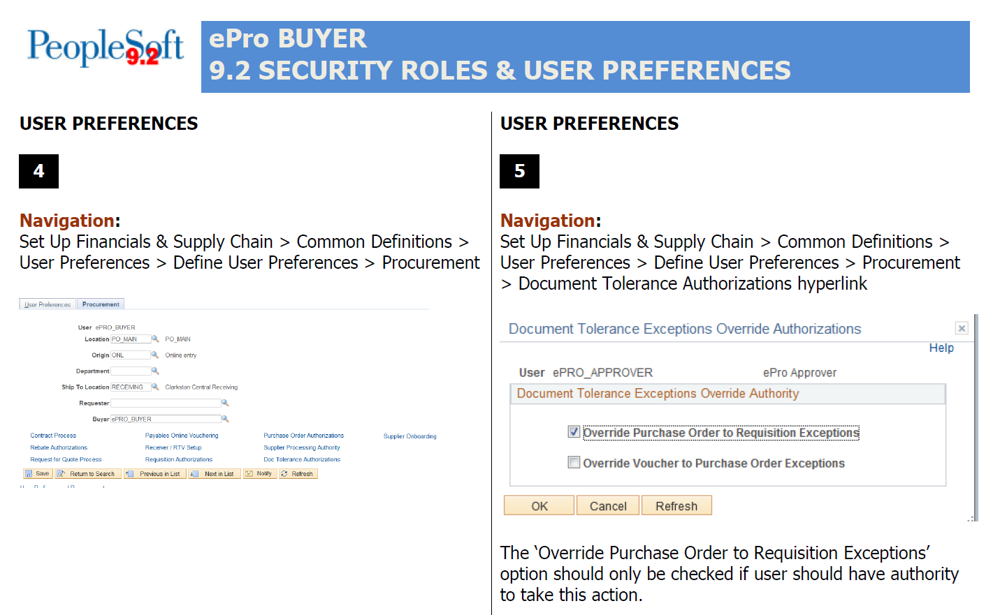 PeopleSoft
9.2
ePro BUYER
9.2 SECURITY ROLES & USER PREFERENCES
USER PREFERENCES
4
Navigation:
Set Up Financials & Supply Chain > Common Definitions >
User Preferences > Define User Preferences > Procurement
User Preferences Procurement
User ePRO_BUYER
Location PO_MAIN PO_MAIN
Origin ONL Online entry
Department
Ship To Location RECEIVING Clarkston Central Receiving
Requester
Buyer ePRO_BUYER
Contract Process Payables Online Vouchering Purchase Order Authorizations Supplier Onboarding
Rebate Authorizations Receiver / RTV Setup Supplier Processing Authority
Request for Quote Process Requisition Authorizations Doc Tolerance Authorizations
Save Return to Search Previous in List Next in List Notify Refresh
USER PREFERENCES
5
Navigation:
Set Up Financials & Supply Chain > Common Definitions >
User Preferences > Define User Preferences > Procurement
> Document Tolerance Authorizations hyperlink
Document Tolerance Exceptions Override Authorizations
Help
User ePRO_APPROVER ePro Approver
Document Tolerance Exceptions Override Authority
Override Purchase Order to Requisition Exceptions
Override Voucher to Purchase Order Exceptions
OK Cancel Refresh
The ‘Override Purchase Order to Requisition Exceptions’
option should only be checked if user should have authority
to take this action.